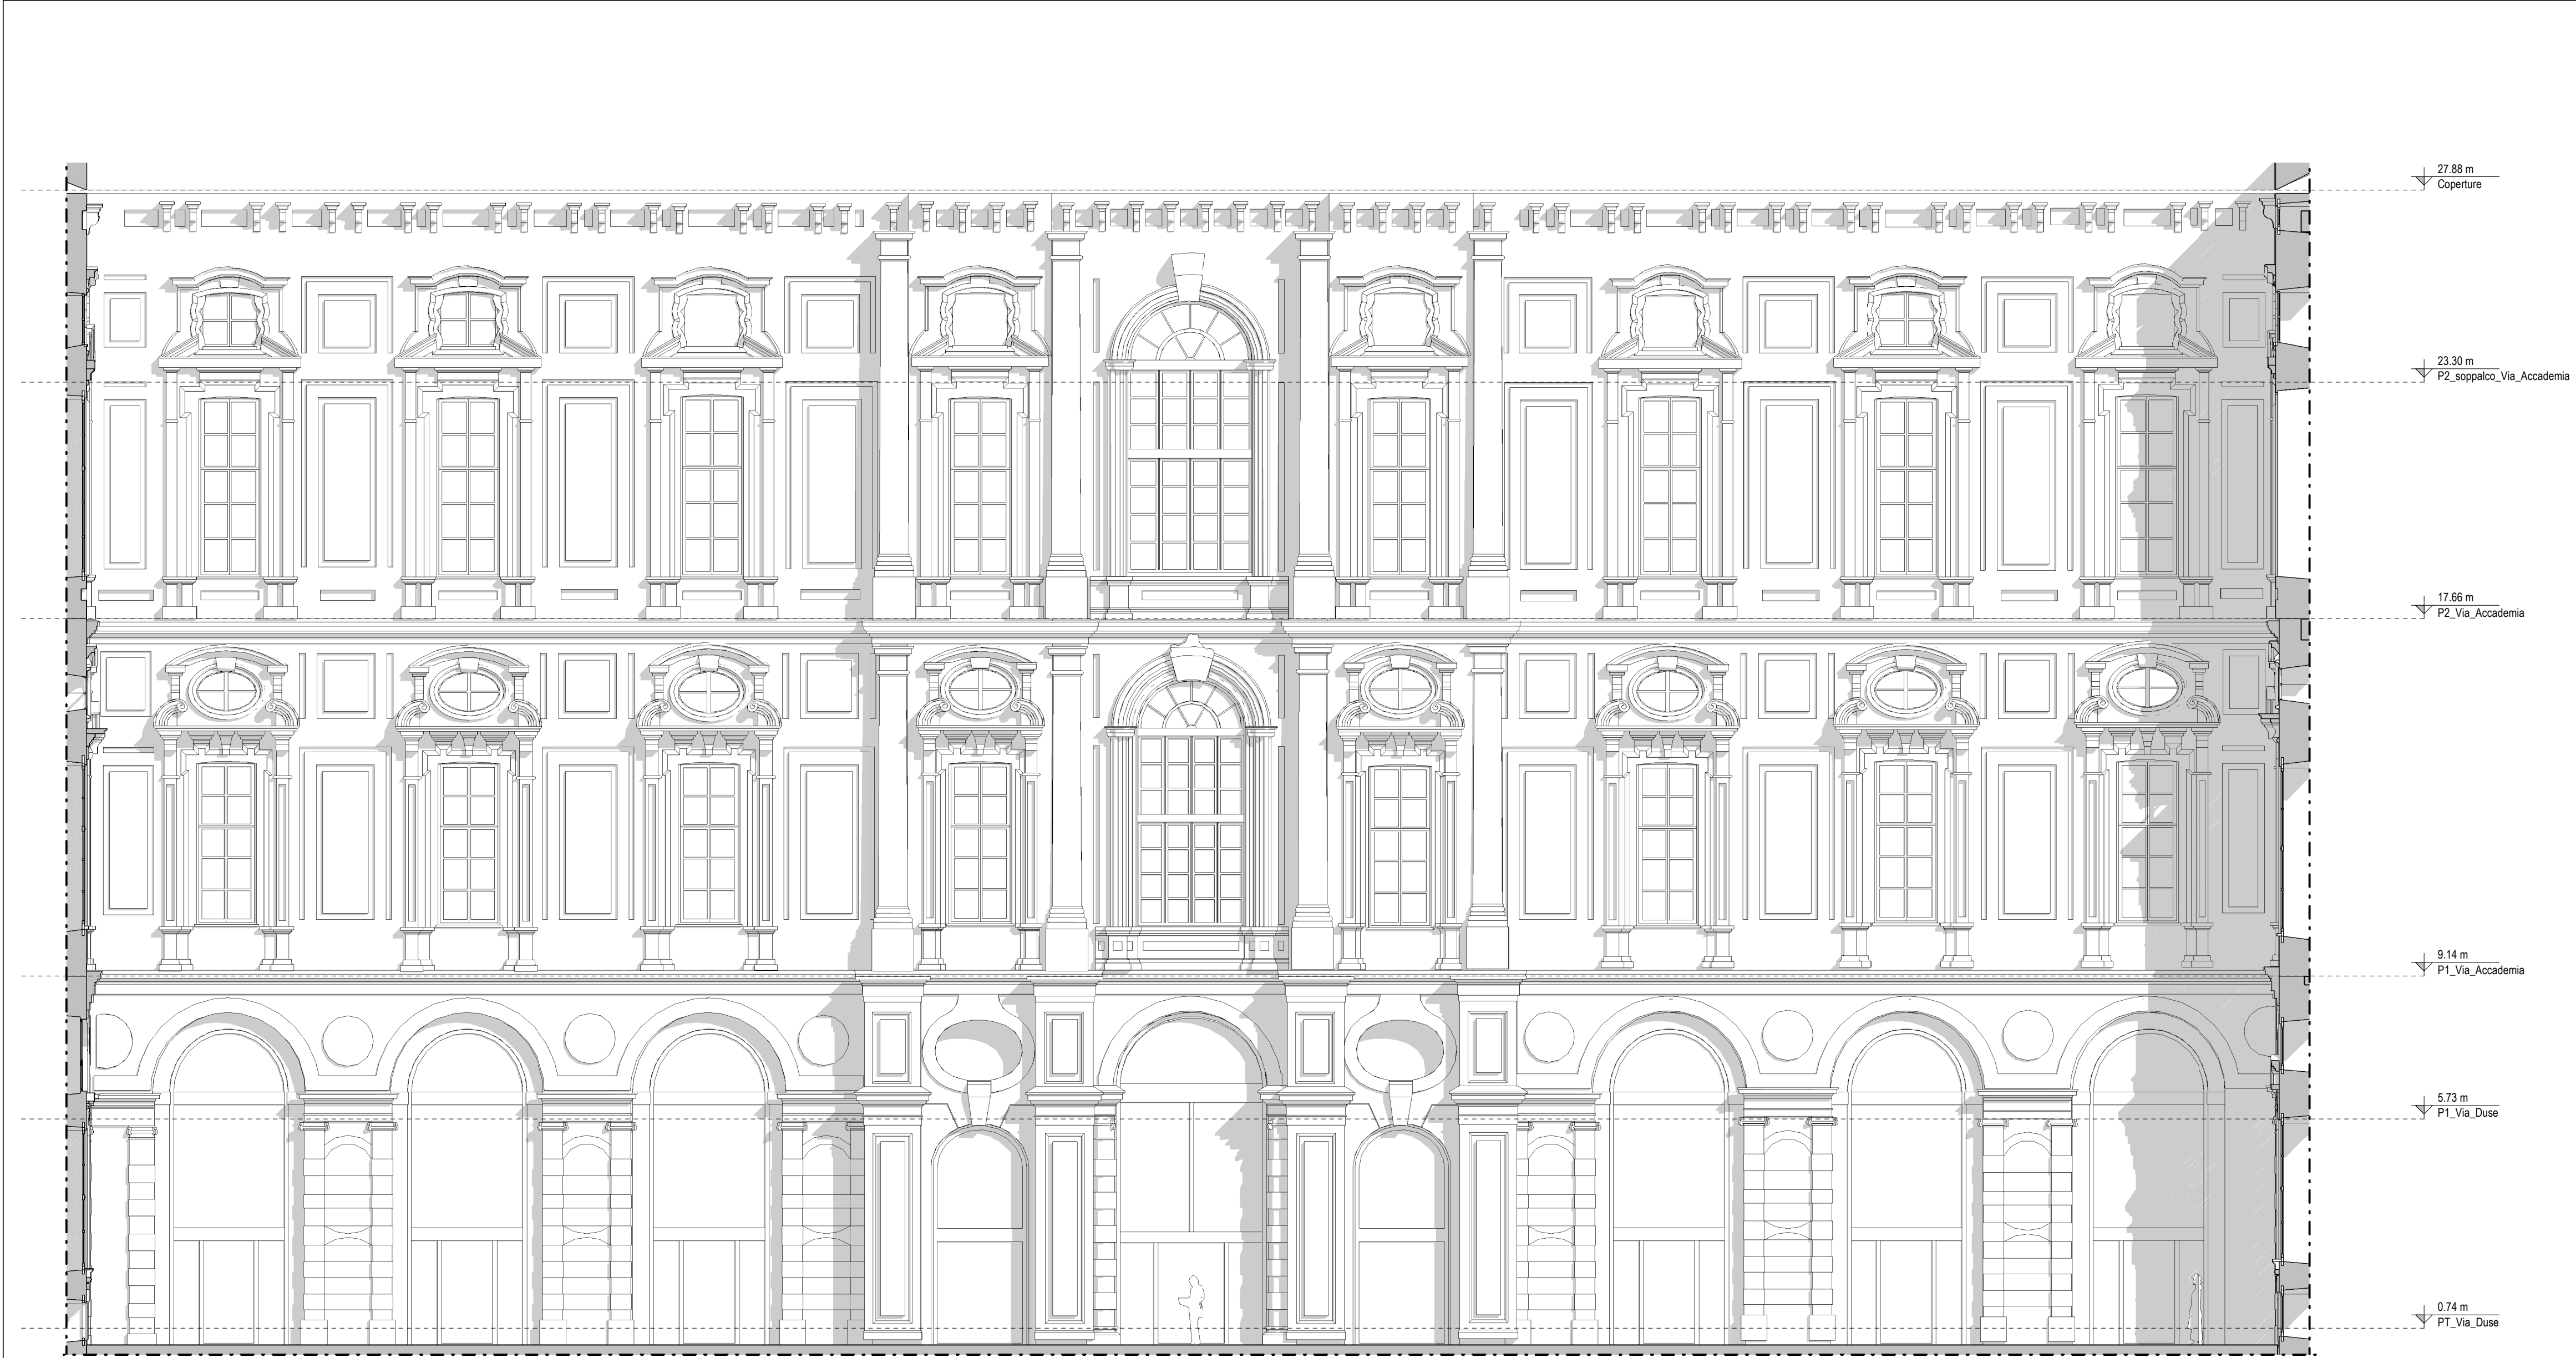 27.88 m
Coperture
23.30 m
P2_soppalco_Via_Accademia
17.66 m
P2_Via_Accademia
9.14 m
P1_Via_Accademia
5.73 m
P1_Via_Duse
0.74 m
PT_Via_Duse